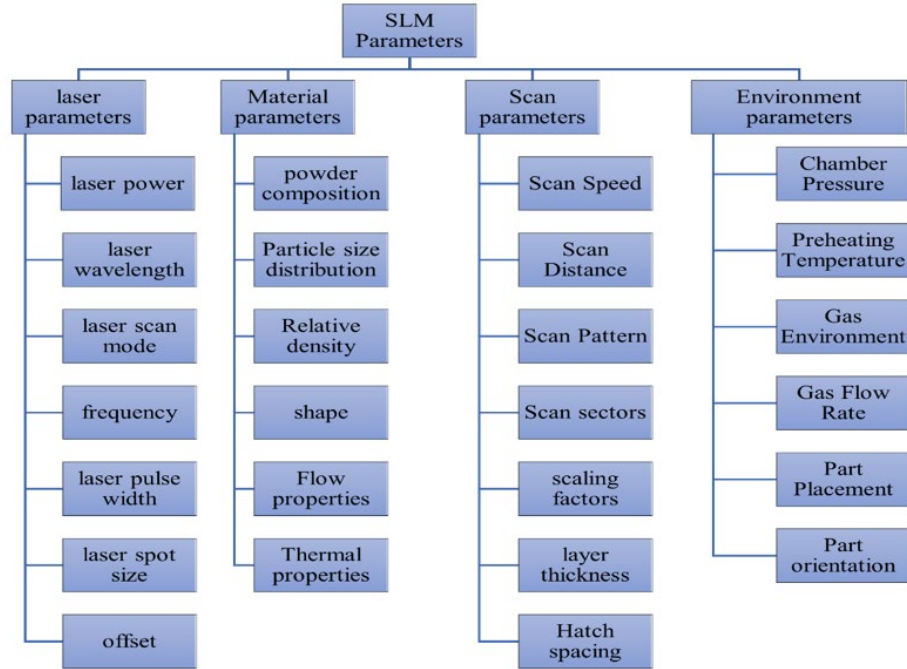 SLM
Parameters
laser
parameters
laser power
laser
wavelength
laser scan
mode
frequency
laser pulse
width
laser spot
size
offset
Material
parameters
powder
composition
Particle size
distribution
Relative
density
shape
Flow
properties
Thermal
properties
Scan
parameters
Scan Speed
Scan
Distance
Scan Pattern
Scan sectors
scaling
factors
layer
thickness
Hatch
spacing
Environment
parameters
Chamber
Pressure
Preheating
Temperature
Gas
Environment
Gas Flow
Rate
Part
Placement
Part
orientation